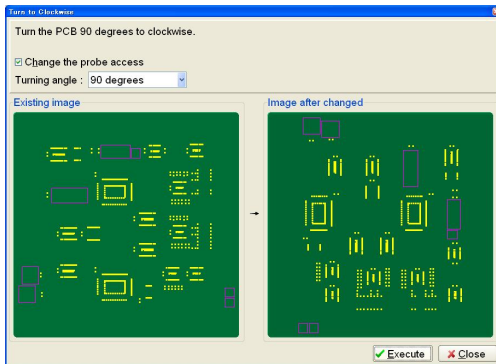 Turn to Clockwise
Turn the PCB 90 degrees to clockwise.
Change the probe access
Turning angle : 90 degrees
Existing image
Image after changed
Execute
Close